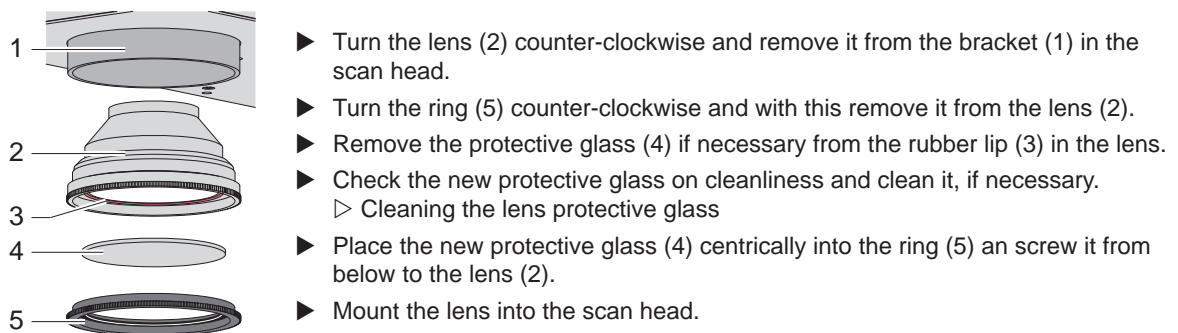 1
2
3
4
5
▶ Turn the lens (2) counter-clockwise and remove it from the bracket (1) in the
scan head.
▶ Turn the ring (5) counter-clockwise and with this remove it from the lens (2).
▶ Remove the protective glass (4) if necessary from the rubber lip (3) in the lens.
▶ Check the new protective glass on cleanliness and clean it, if necessary.
▷ Cleaning the lens protective glass
▶ Place the new protective glass (4) centrically into the ring (5) an screw it from
below to the lens (2).
▶ Mount the lens into the scan head.